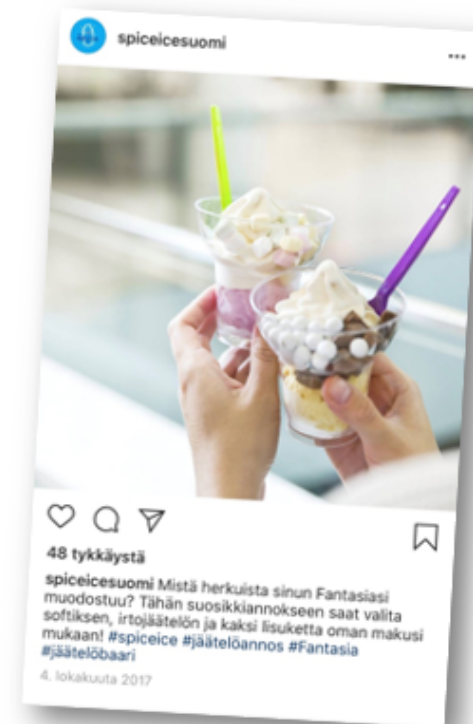 spiceicesuomi
48 tykkäystä
spiceicesuomi Mistä herkuista sinun Fantasiasi
muodostuu? Tähän suosikkiannokseen saat valita
softiksen, irtojäätelön ja kaksi lisuketta oman makusi
mukaan! #spiceice #jäätelöannos #Fantasia
#jäätelöbaari
4. lokakuuta 2017